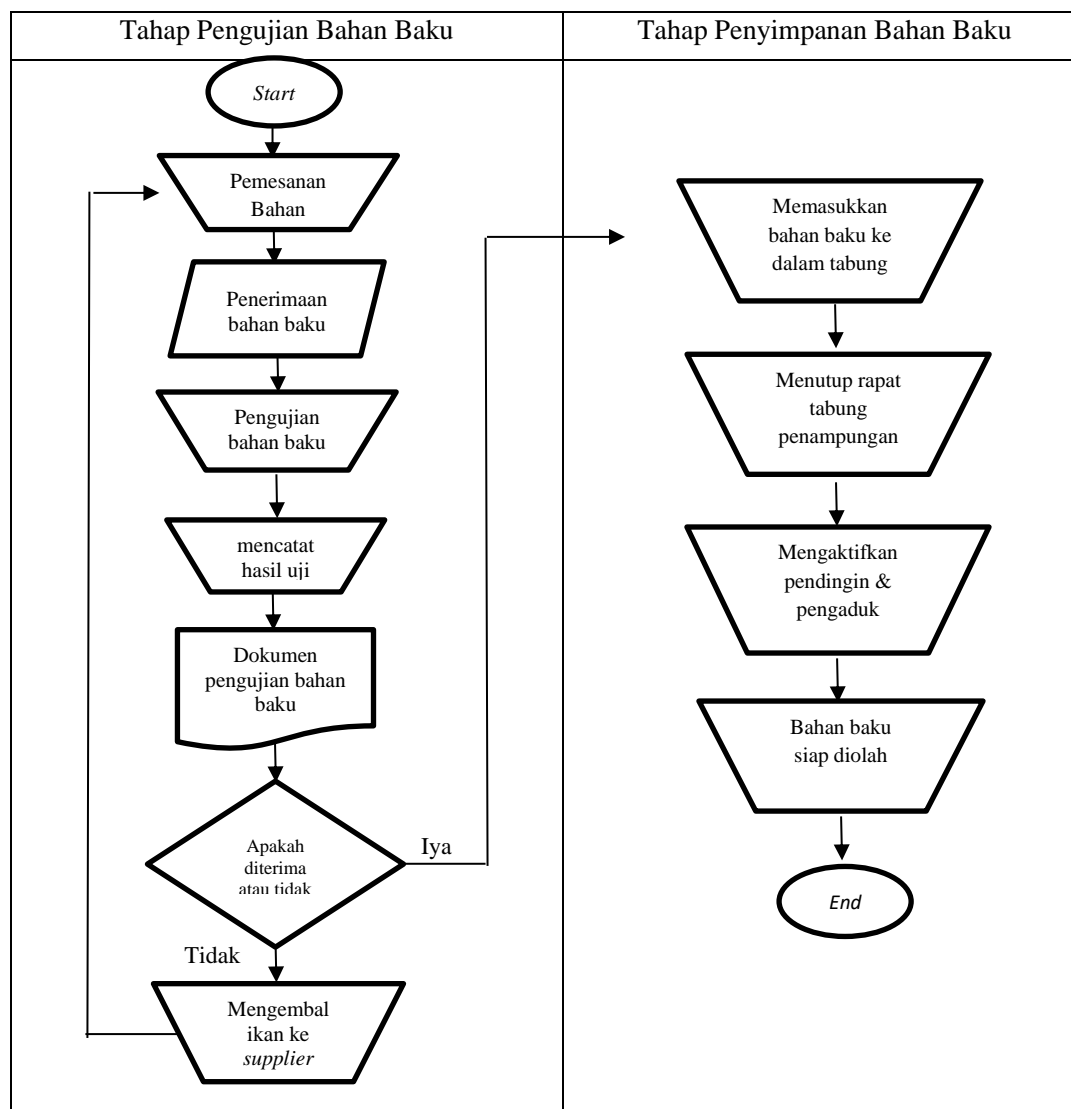 Tahap Pengujian Bahan Baku
Start
Pemesanan
Bahan
Penerimaan
bahan baku
Pengujian
bahan baku
mencatat
hasil uji
Dokumen
pengujian bahan
baku
Apakah
diterima
atau tidak
Iya
Tidak
Mengembal
ikan ke
supplier
Tahap Penyimpanan Bahan Baku
Memasukkan
bahan baku ke
dalam tabung
Menutup rapat
tabung
penampungan
Mengaktifkan
pendingin &
pengaduk
Bahan baku
siap diolah
End